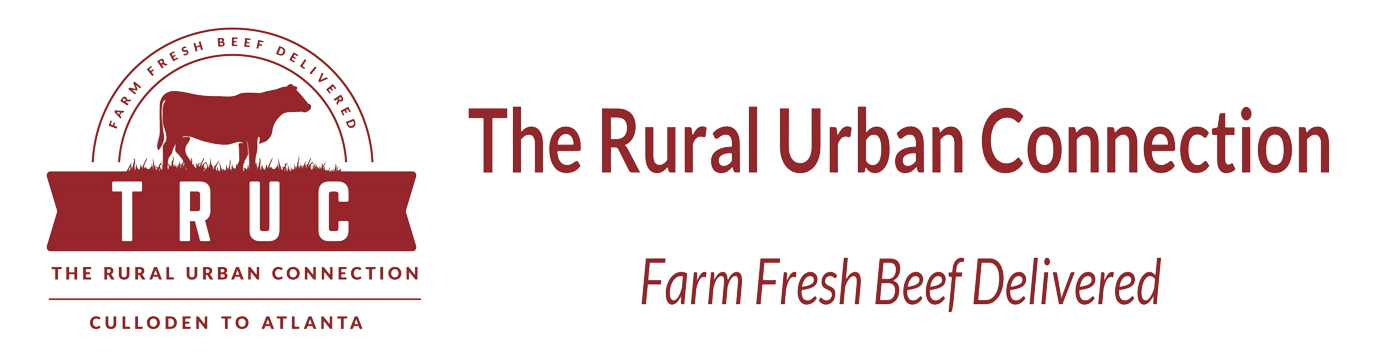 FARM FRESH BEEF DELIVERED
TRUC
THE RURAL URBAN CONNECTION
CULLODEN TO ATLANTA
The Rural Urban Connection
Farm Fresh Beef Delivered